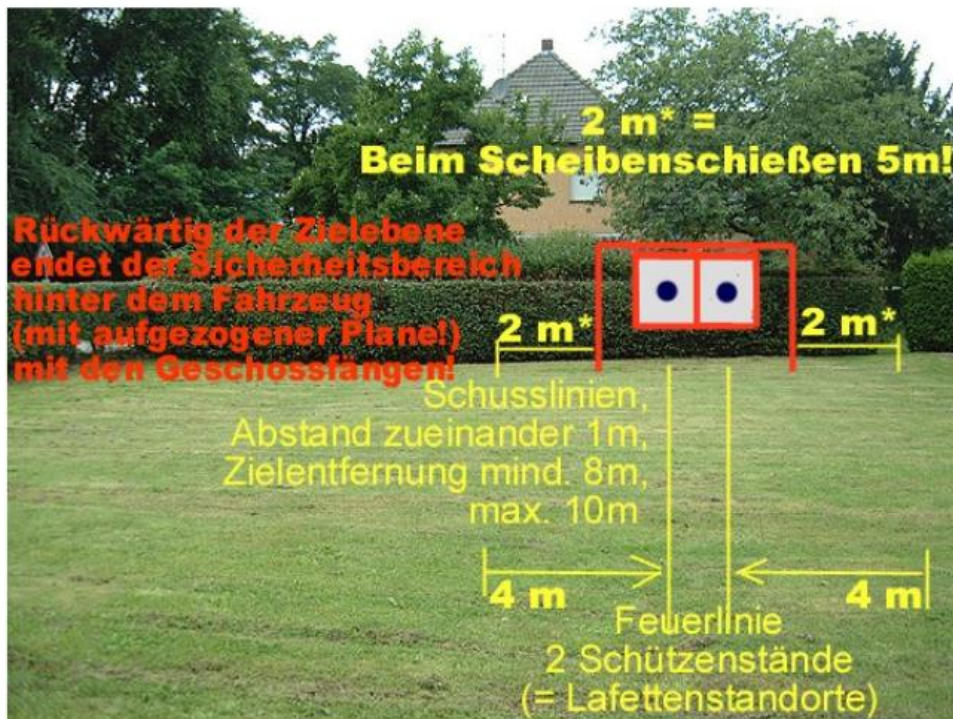 2 m* =
Beim Scheibenschießen 5m!
Rückwärtig der Zielebene
endet der Sicherheitsbereich
hinter dem Fahrzeug
(mit aufgezogener Plane!)
mit den Geschossfängen!
2 m*
2 m*
Schusslinien,
Abstand zueinander 1m,
Zielentfernung mind. 8m,
max. 10m
4 m
4 m
Feuerlinie
2 Schützenstände
(= Lafettenstandorte)